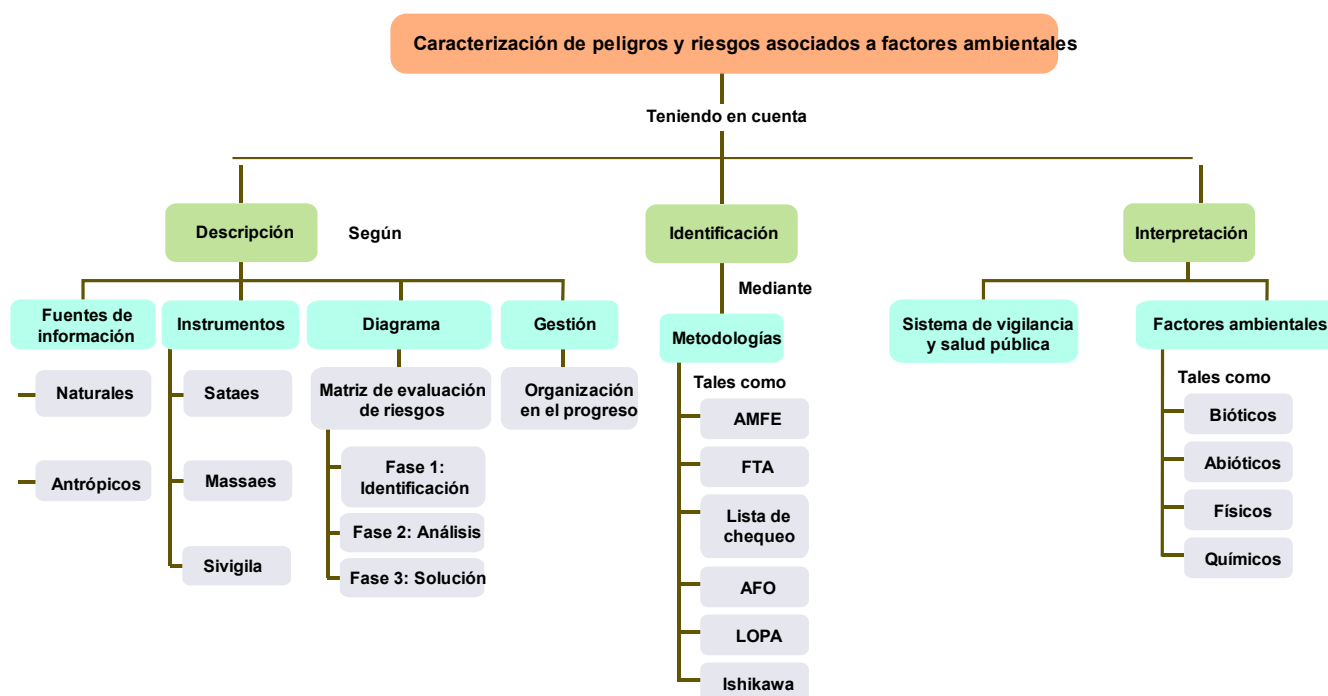 Caracterización de peligros y riesgos asociados a factores ambientales
Teniendo en cuenta
Descripción
Según
Fuentes de
información
Naturales
Antrópicos
Instrumentos
Sataes
Massaes
Sivigila
Diagrama
Matriz de evaluación
de riesgos
Fase 1:
Identificación
Fase 2: Análisis
Fase 3: Solución
Gestión
Organización
en el progreso
Identificación
Mediante
Metodologías
Tales como
AMFE
FTA
Lista de
chequeo
AFO
LOPA
Ishikawa
Interpretación
Sistema de vigilancia
y salud pública
Factores ambientales
Tales como
Bióticos
Abióticos
Físicos
Químicos